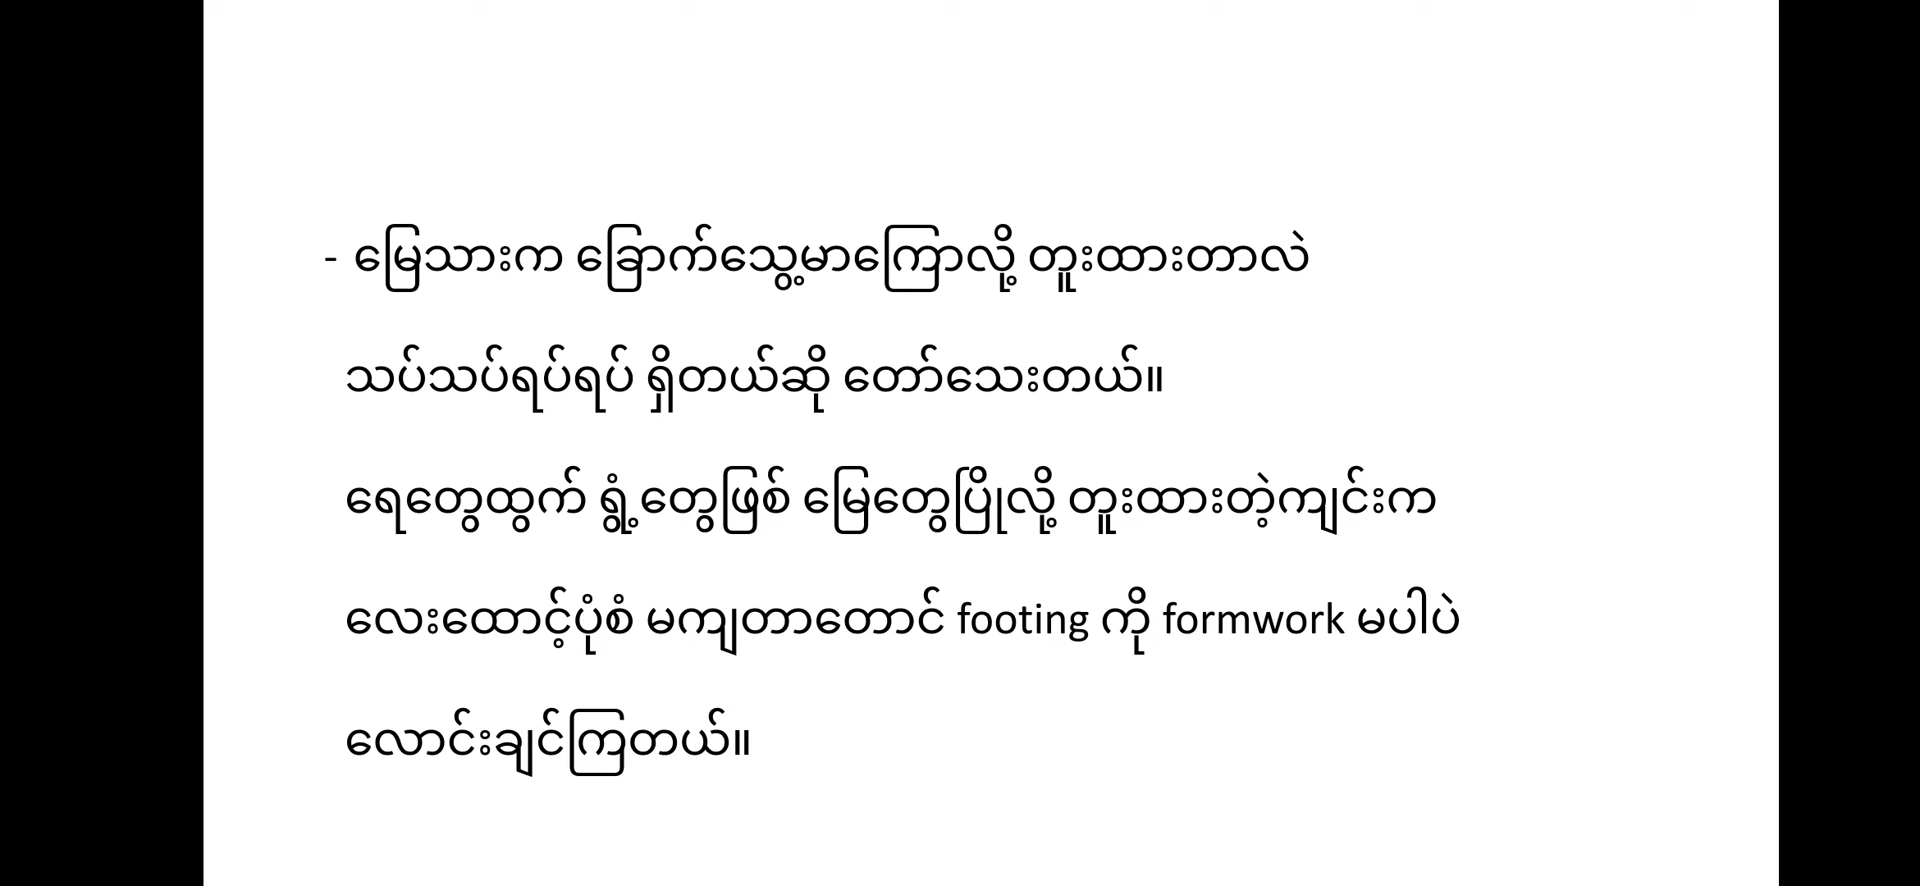 - မြေသားက ခြောက်သွေ့မာကြောလို့ တူးထားတာလဲ
သပ်သပ်ရပ်ရပ် ရှိတယ်ဆို တော်သေးတယ်။
ရေတွေထွက် ရွံ့တွေဖြစ် မြေတွေပြိုလို့ တူးထားတဲ့ကျင်းက
လေးထောင့်ပုံစံ မကျတာတောင် footing ကို formwork မပါပဲ
လောင်းချင်ကြတယ်။